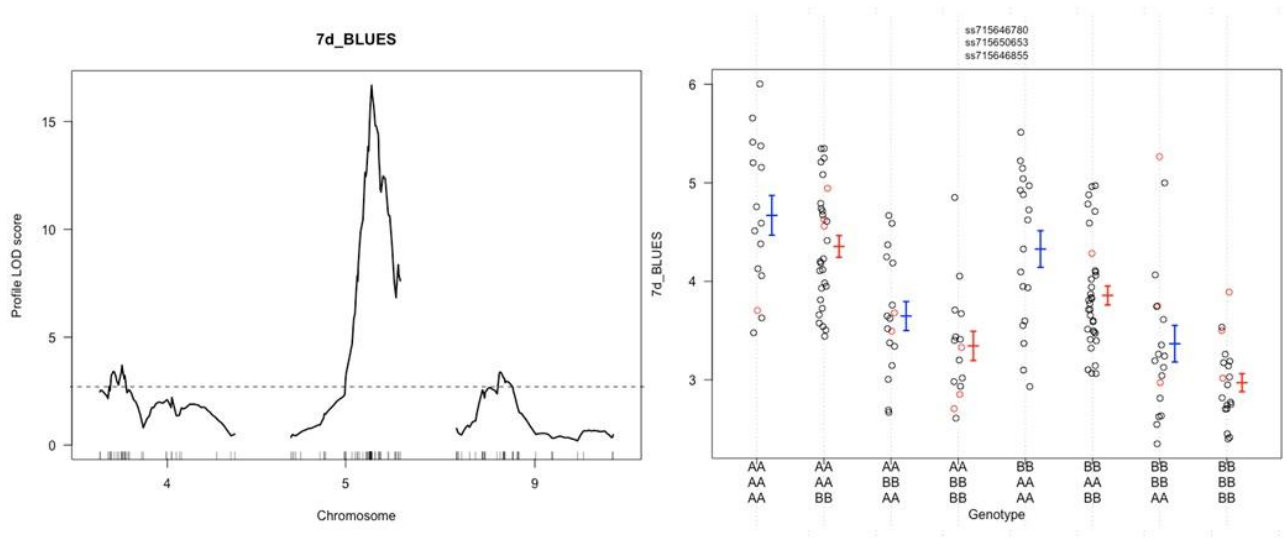 7d_BLUES
Profile LOD score
15
10
5
0
4 5 9
Chromosome
ss715646780
ss715650653
ss715646855
7d_BLUES
6
5
4
3
AA AA AA AA BB BB BB BB
AA AA BB BB AA AA BB BB
AA BB AA BB AA BB AA BB
Genotype